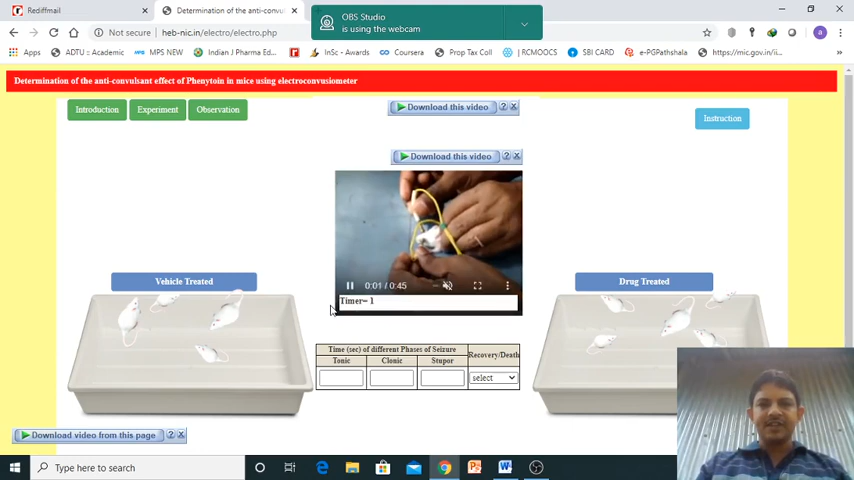 Rediffmail
Determination of the anti-convul
OBS Studio
is using the webcam
Not secure
heb-nic.in/electro/electro.php
a
Apps
ADTU :: Academic
MPS NEW
Indian J Pharma Ed...
InSc - Awards
Coursera
Prop Tax Col
RCMOOCS
SBI CARD
e-PGPathshala
https://mic.gov.in/ii...
Determination of the anti-convulsant effect of Phenytoin in mice using electroconvusiometer
Introduction
Experiment
Observation
Download this video
?
X
Instruction
Download this video
?
X
0:01 / 0:45
Timer= 1
Vehicle Treated
Drug Treated
Time (sec) of different Phases of Seizure
Recovery/Death
Tonic
Clonic
Stupor
select
Download video from this page
?
X
Type here to search